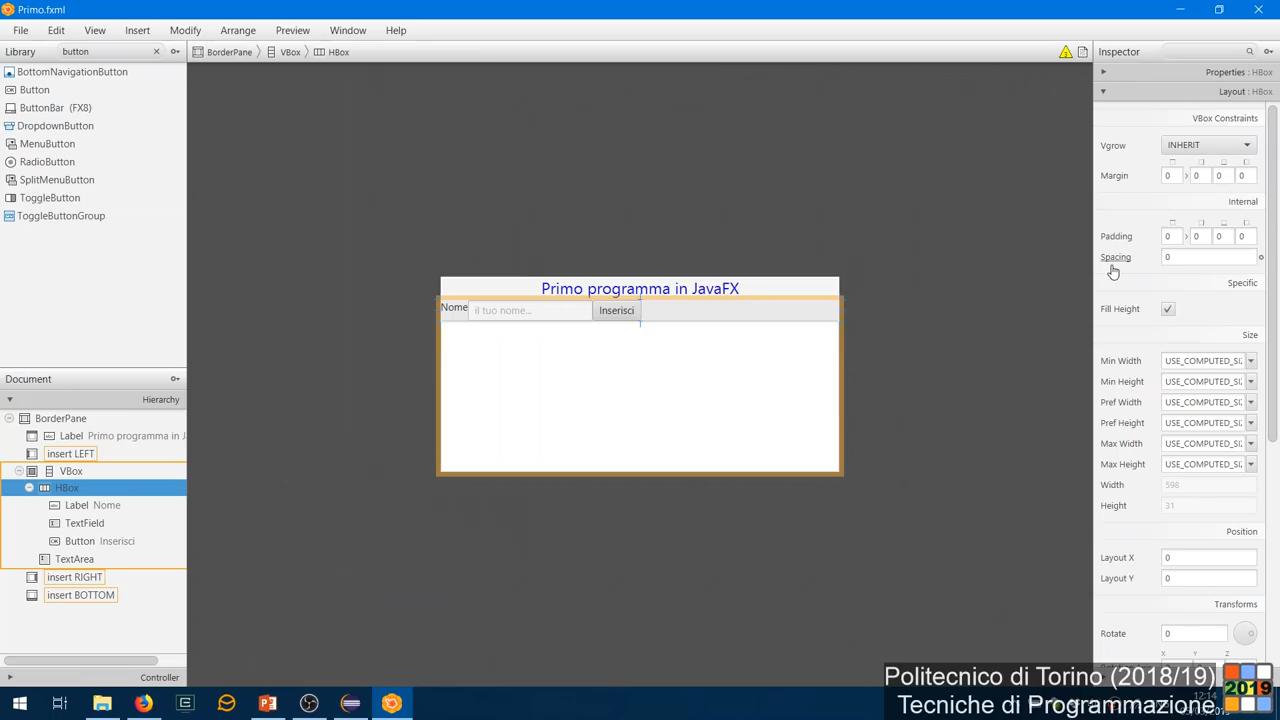 Primo.fxml
File Edit View Insert Modify Arrange Preview Window Help
Library button
BottomNavigationButton
Button
ButtonBar (FX8)
DropdownButton
MenuButton
RadioButton
SplitMenuButton
ToggleButton
ToggleButtonGroup
Document
Hierarchy
BorderPane
Label Primo programma in J
insert LEFT
VBox
HBox
Label Nome
TextField
Button Inserisci
TextArea
insert RIGHT
insert BOTTOM
Controller
BorderPane VBox HBox
Primo programma in JavaFX
Nome il tuo nome... Inserisci
Inspector
Properties : HBox
Layout : HBox
VBox Constraints
Vgrow INHERIT
Margin 0 0 0 0
Internal
Padding 0 0 0 0
Spacing 0
Specific
Fill Height
Size
Min Width USE_COMPUTED_SI
Min Height USE_COMPUTED_SI
Pref Width USE_COMPUTED_SI
Pref Height USE_COMPUTED_SI
Max Width USE_COMPUTED_SI
Max Height USE_COMPUTED_SI
Width 598
Height 31
Position
Layout X 0
Layout Y 0
Transforms
Rotate 0
X Y Z
Politecnico di Torino (2018/19)
Tecniche di Programmazione
2019
12:14